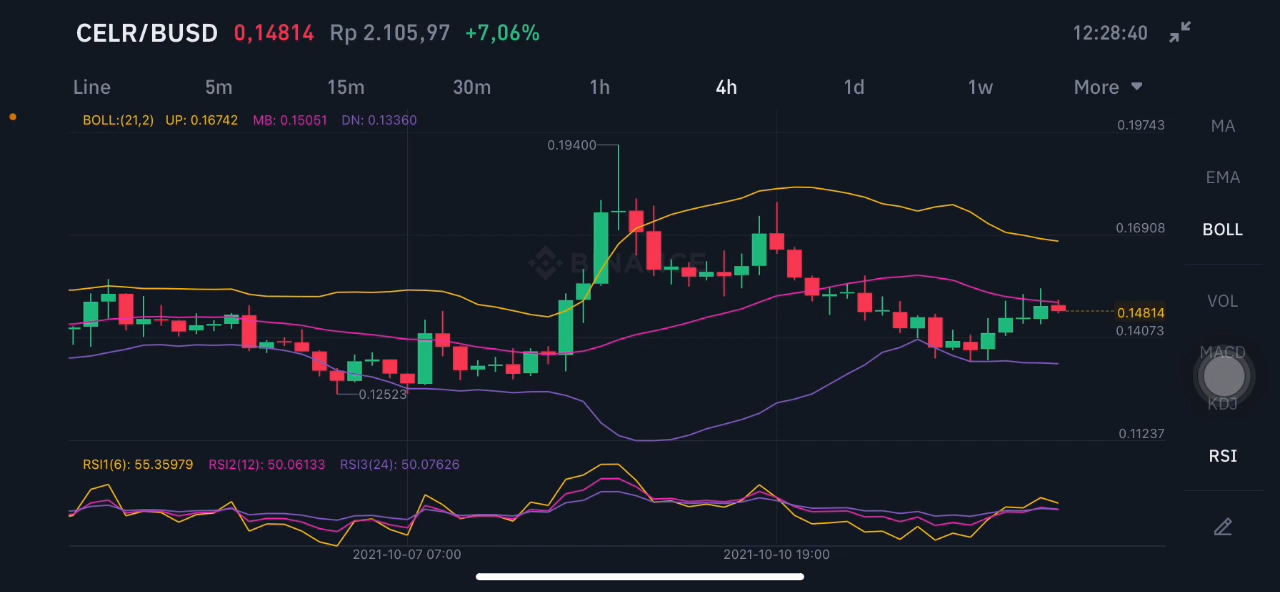 CELR/BUSD 0,14814 Rp 2.105,97 +7,06% 12:28:40
Line 5m 15m 30m 1h 4h 1d 1w More
BOLL:(21,2) UP: 0.16742 MB: 0.15051 DN: 0.13360
0.19743
MA
0.19400
EMA
0.16908
BOLL
BINANCE
VOL
0.14814
0.14073
MACD
0.12523
KDJ
0.11237
RSI
RSI1(6): 55.35979 RSI2(12): 50.06133 RSI3(24): 50.07626
2021-10-07 07:00 2021-10-10 19:00